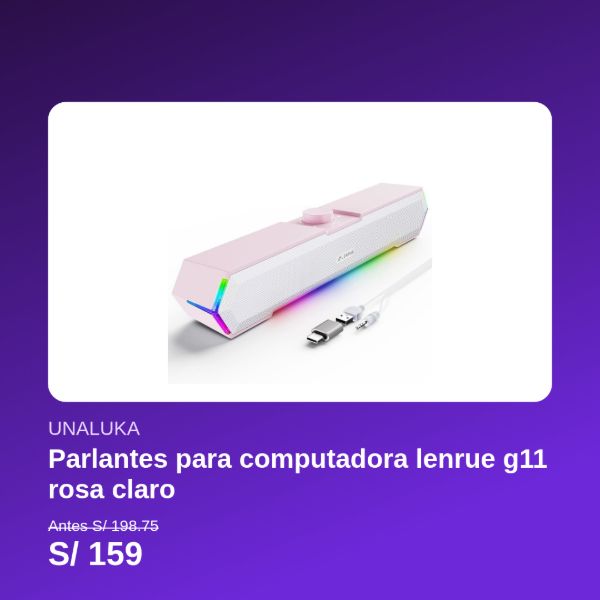 UNALUKA
Parlantes para computadora lenrue g11
rosa claro
Antes S/ 198.75
S/ 159